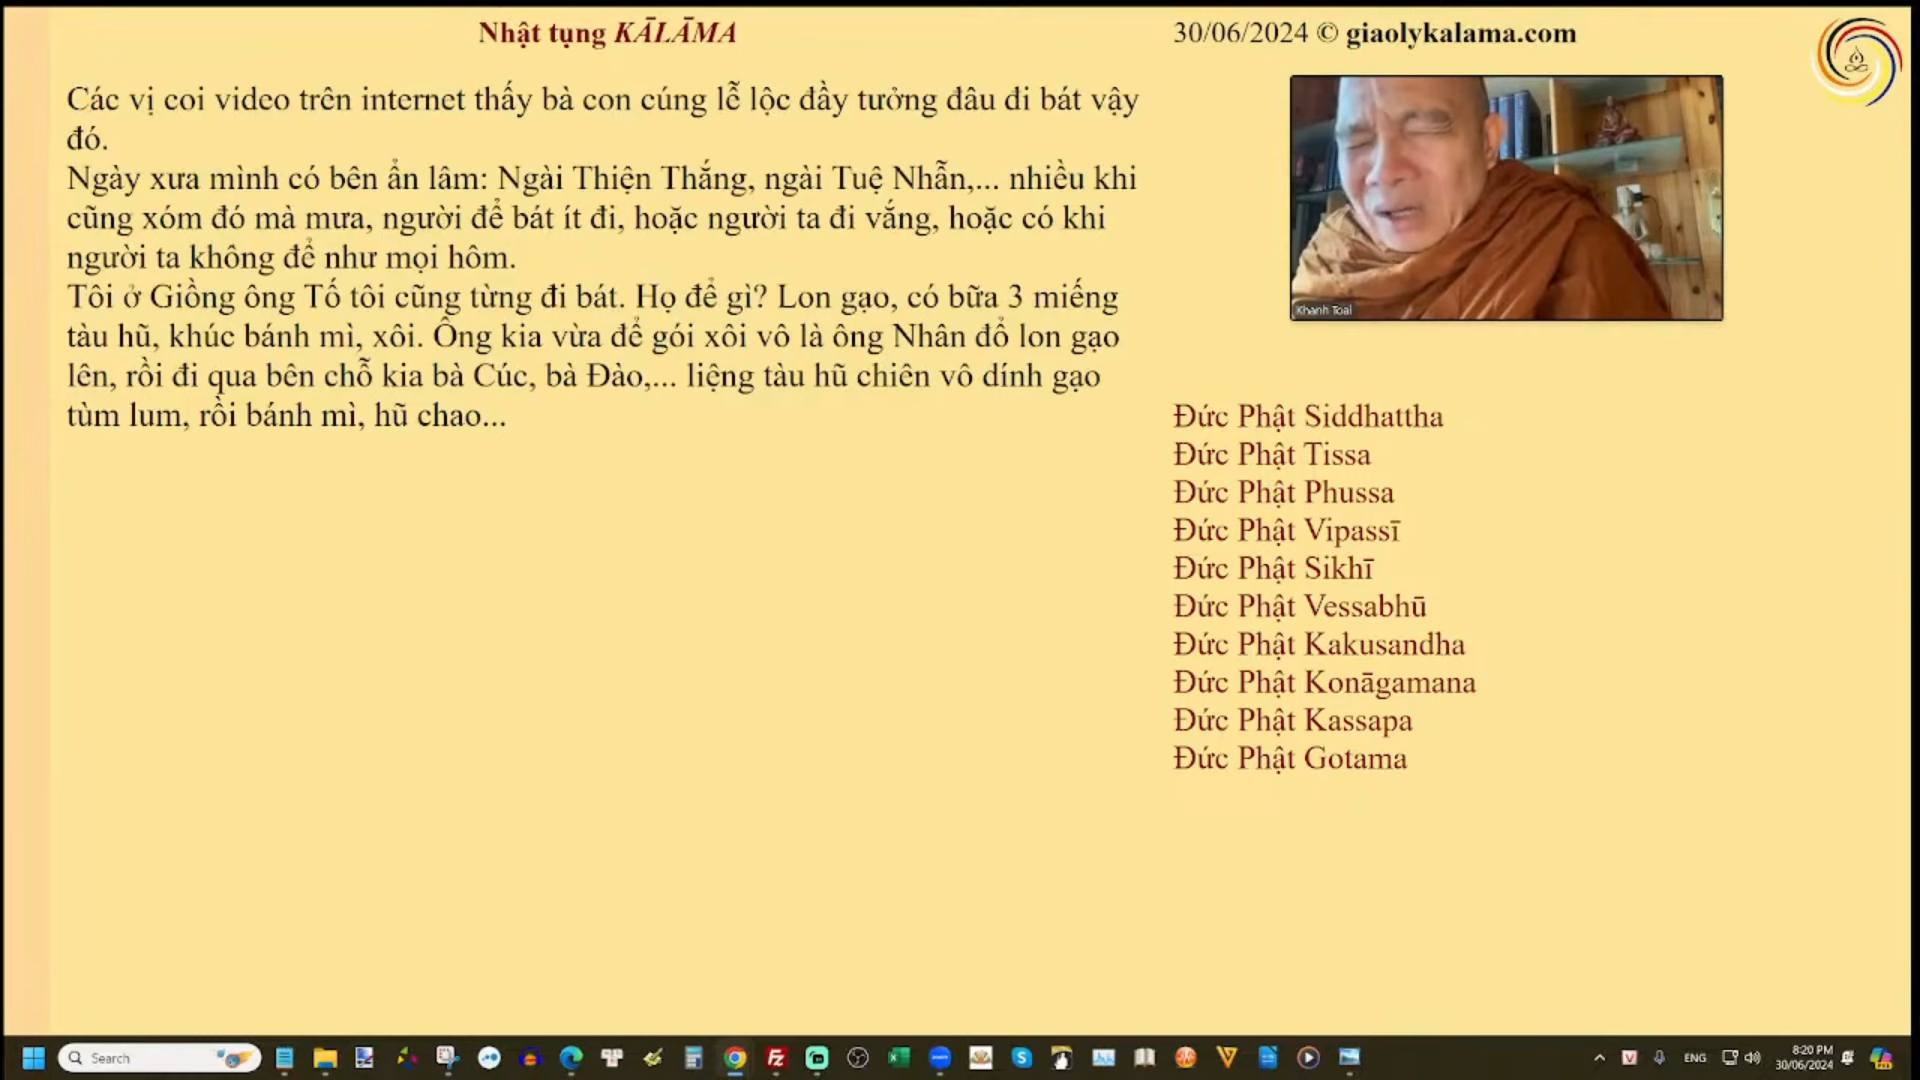 Nhật tụng KĀLĀMA
30/06/2024 © giaolykalama.com
Các vị coi video trên internet thấy bà con cúng lễ lộc đầy tưởng đâu đi bát vậy
đó.
Ngày xưa mình có bên ẩn lâm: Ngài Thiện Thắng, ngài Tuệ Nhẫn,... nhiều khi
cũng xóm đó mà mưa, người để bát ít đi, hoặc người ta đi vắng, hoặc có khi
người ta không để như mọi hôm.
Tôi ở Giồng ông Tố tôi cũng từng đi bát. Họ để gì? Lon gạo, có bữa 3 miếng
tàu hũ, khúc bánh mì, xôi. Ông kia vừa để gói xôi vô là ông Nhân đổ lon gạo
lên, rồi đi qua bên chỗ kia bà Cúc, bà Đào,... liệng tàu hũ chiên vô dính gạo
tùm lum, rồi bánh mì, hũ chao...
Khanh Toai
Đức Phật Siddhattha
Đức Phật Tissa
Đức Phật Phussa
Đức Phật Vipassī
Đức Phật Sikhī
Đức Phật Vessabhū
Đức Phật Kakusandha
Đức Phật Konāgamana
Đức Phật Kassapa
Đức Phật Gotama
Search
ENG
8:20 PM
30/06/2024